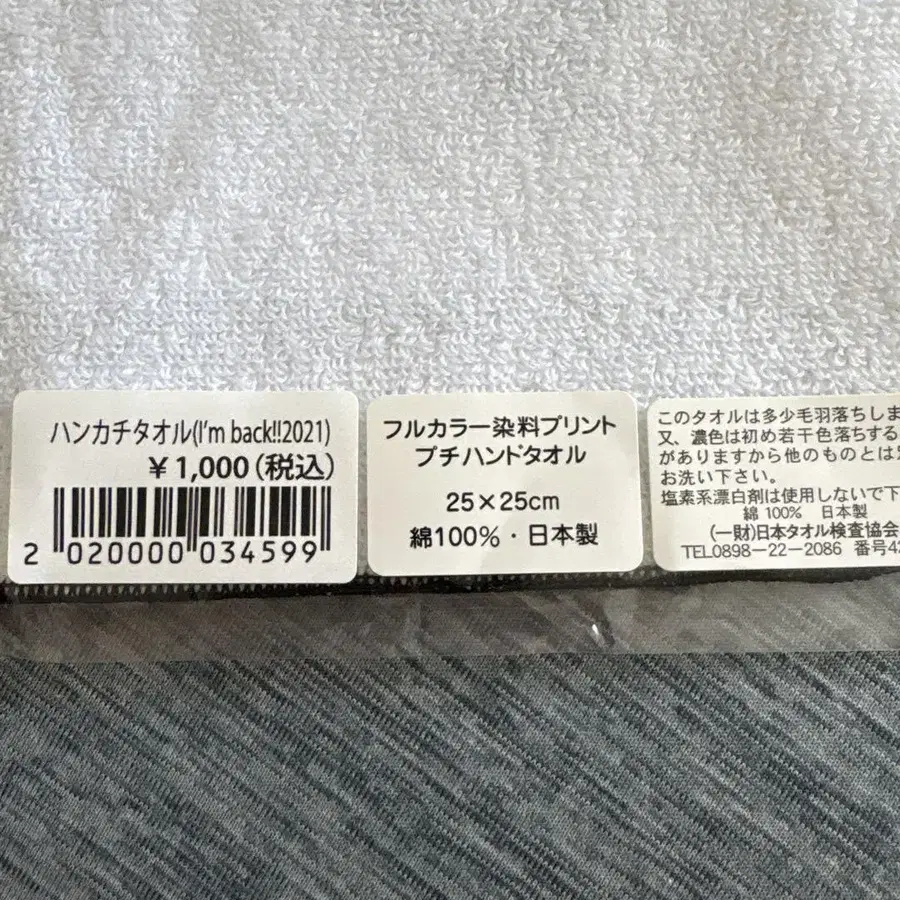 ハンカチタオル(I'm back!!2021)
￥1,000(税込)
2 020000 034599
フルカラー染料プリント
プチハンドタオル
25×25cm
綿100%・日本製
このタオルは多少毛羽落ちしま
又、濃色は初め若干色落ちする
がありますから他のものとは
お洗い下さい。
塩素系漂白剤は使用しないで下
綿 100% 日本製
(一財)日本タオル検査協会
TEL0898-22-2086 番号42